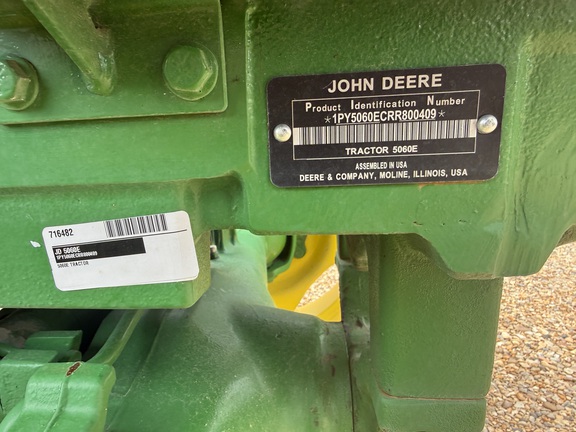 JOHN DEERE
Product Identification Number
*1PY5060ECRR800409*
TRACTOR 5060E
ASSEMBLED IN USA
DEERE & COMPANY, MOLINE, ILLINOIS, USA
716482
JD 5060E
1PY5060ECRR800409
5060E TRACTOR